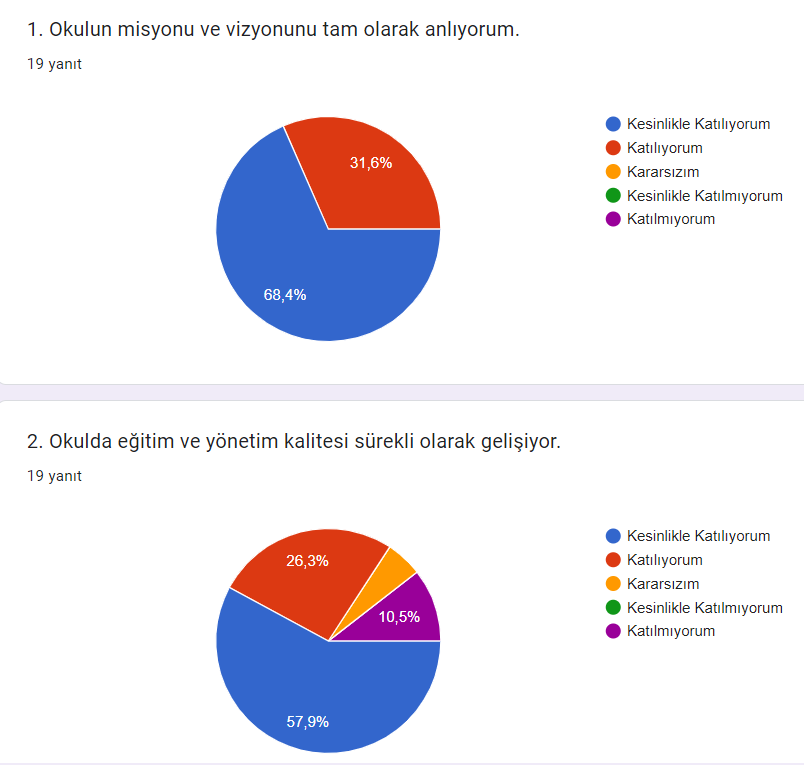 1. Okulun misyonu ve vizyonunu tam olarak anlıyorum.
19 yanıt
31,6%
68,4%
Kesinlikle Katılıyorum
Katılıyorum
Kararsızım
Kesinlikle Katılmıyorum
Katılmıyorum
2. Okulda eğitim ve yönetim kalitesi sürekli olarak gelişiyor.
19 yanıt
26,3%
10,5%
57,9%
Kesinlikle Katılıyorum
Katılıyorum
Kararsızım
Kesinlikle Katılmıyorum
Katılmıyorum